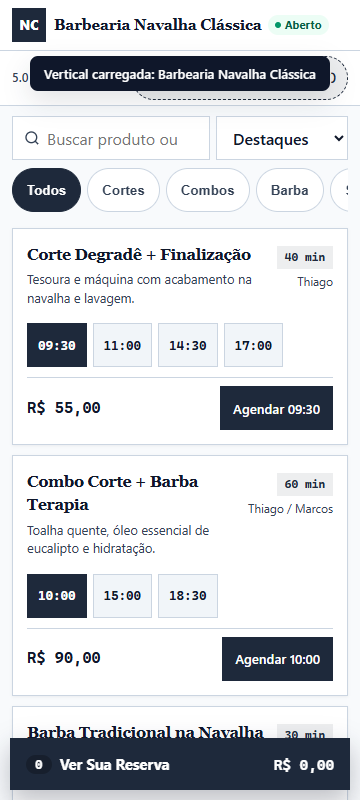 NC Barbearia Navalha Clássica Aberto
5.0
Vertical carregada: Barbearia Navalha Clássica
Buscar produto ou
Destaques
Todos Cortes Combos Barba
Corte Degradê + Finalização
40 min
Tesoura e máquina com acabamento na
navalha e lavagem.
Thiago
09:30 11:00 14:30 17:00
R$ 55,00
Agendar 09:30
Combo Corte + Barba
Terapia
60 min
Thiago / Marcos
Toalha quente, óleo essencial de
eucalipto e hidratação.
10:00 15:00 18:30
R$ 90,00
Agendar 10:00
Barba Tradicional na Navalha
30 min
0 Ver Sua Reserva R$ 0,00